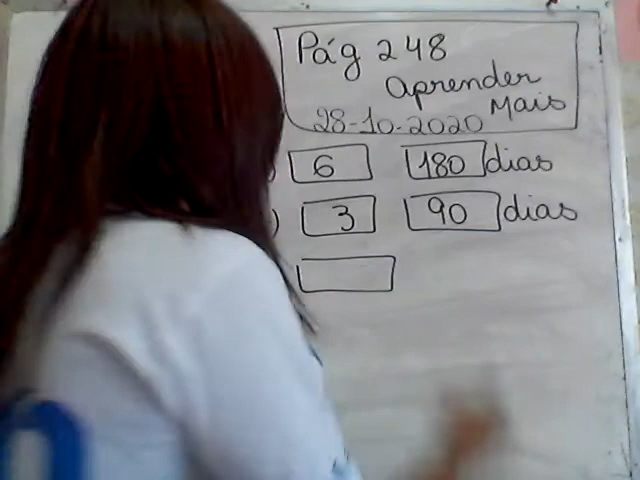 Pág 248
Aprender
Mais
28-10-2020
) 6 180 dias
) 3 90 dias